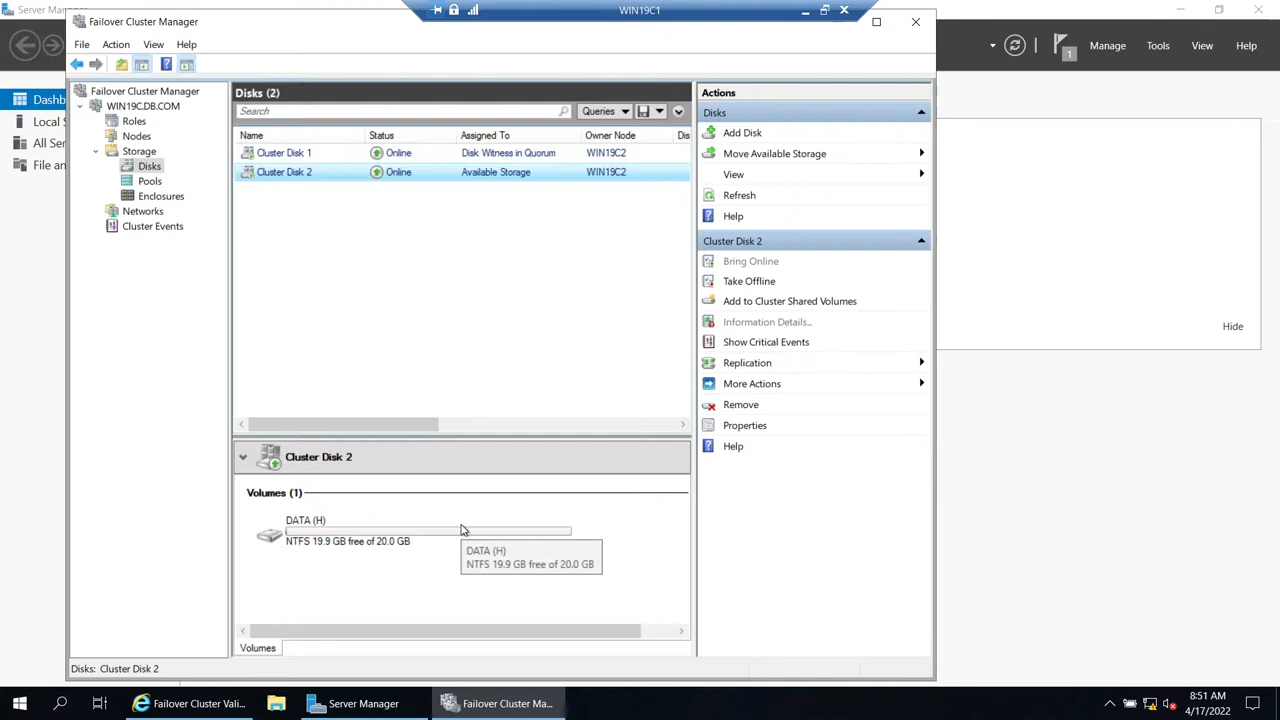 Server Manager
WIN19C1
Failover Cluster Manager
File
Action
View
Help
Manage
Tools
View
Help
1
Dashb
Local S
All Ser
File an
Failover Cluster Manager
WIN19C.DB.COM
Roles
Nodes
Storage
Disks
Pools
Enclosures
Networks
Cluster Events
Disks (2)
Search
Queries
Name Status Assigned To Owner Node Dis
Cluster Disk 1 Online Disk Witness in Quorum WIN19C2
Cluster Disk 2 Online Available Storage WIN19C2
Cluster Disk 2
Volumes (1)
DATA (H)
NTFS 19.9 GB free of 20.0 GB
DATA (H)
NTFS 19.9 GB free of 20.0 GB
Volumes
Actions
Disks
Add Disk
Move Available Storage
View
Refresh
Help
Cluster Disk 2
Bring Online
Take Offline
Add to Cluster Shared Volumes
Information Details...
Show Critical Events
Replication
More Actions
Remove
Properties
Help
Hide
Disks: Cluster Disk 2
Failover Cluster Vali...
Server Manager
Failover Cluster Ma...
8:51 AM
4/17/2022